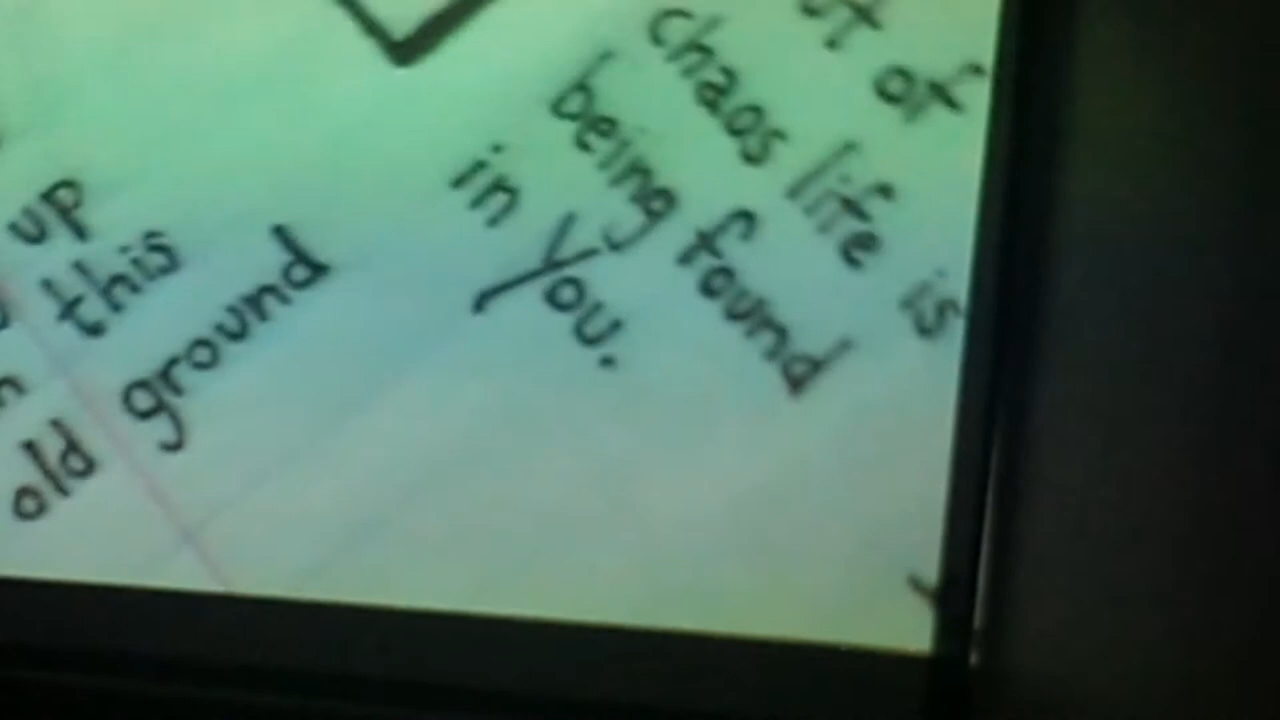 up
this
old ground
of
chaos life is
being found
in you.